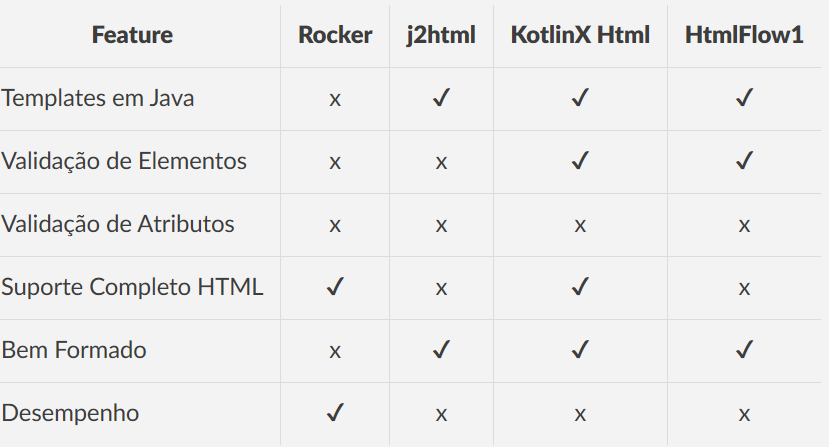 Feature Rocker j2html KotlinX Html HtmlFlow1
Templates em Java x ✓ ✓ ✓
Validação de Elementos x x ✓ ✓
Validação de Atributos x x x x
Suporte Completo HTML ✓ x ✓ x
Bem Formado x ✓ ✓ ✓
Desempenho ✓ x x x